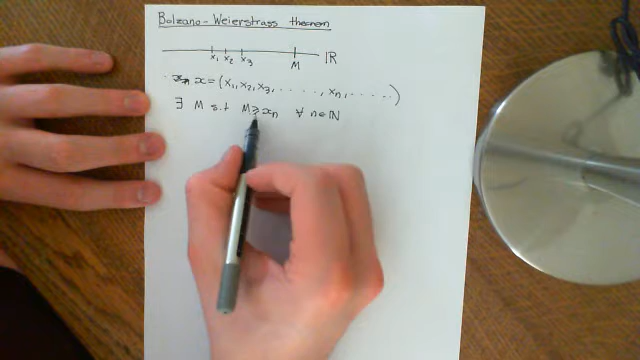 Bolzano-Weierstrass theorem
x₁ x₂ x₃ M ℝ
x = (x₁, x₂, x₃, . . . . . , xₙ, . . . . . )
∃ M s.t M ≥ xₙ ∀ n ∈ ℕ